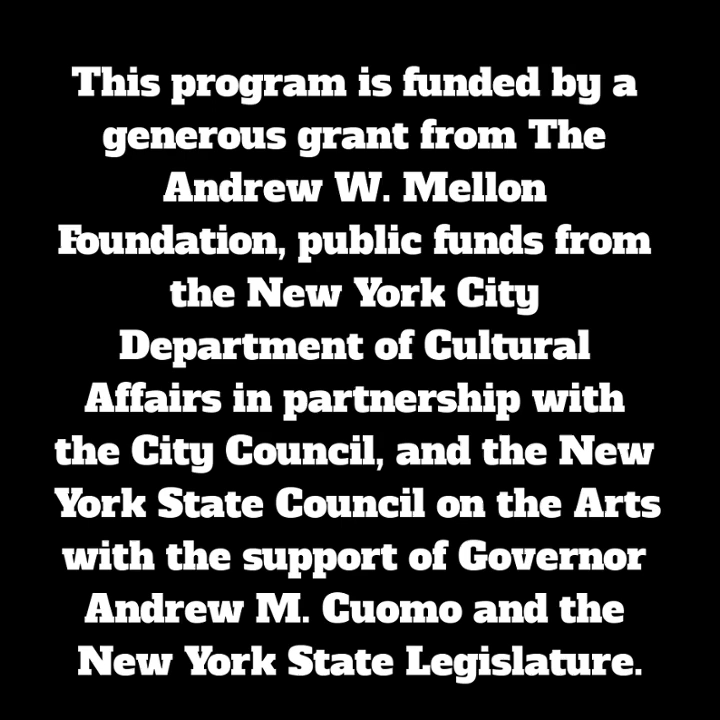 This program is funded by a
generous grant from The
Andrew W. Mellon
Foundation, public funds from
the New York City
Department of Cultural
Affairs in partnership with
the City Council, and the New
York State Council on the Arts
with the support of Governor
Andrew M. Cuomo and the
New York State Legislature.